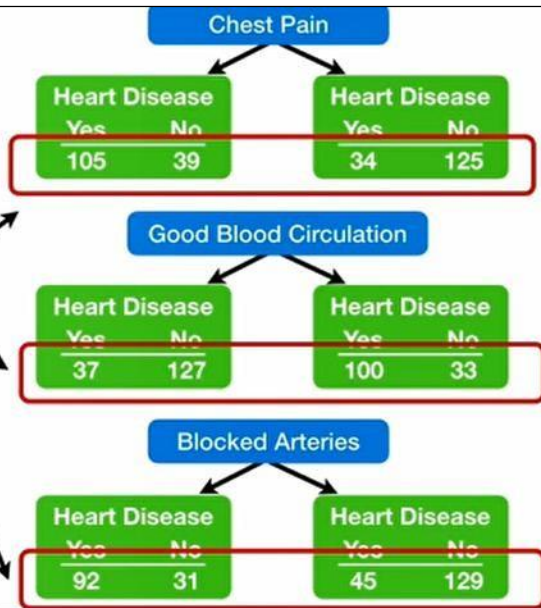 Chest Pain
Heart Disease Heart Disease
Yes No Yes No
105 39 34 125
Good Blood Circulation
Heart Disease Heart Disease
Yes No Yes No
37 127 100 33
Blocked Arteries
Heart Disease Heart Disease
Yes No Yes No
92 31 45 129